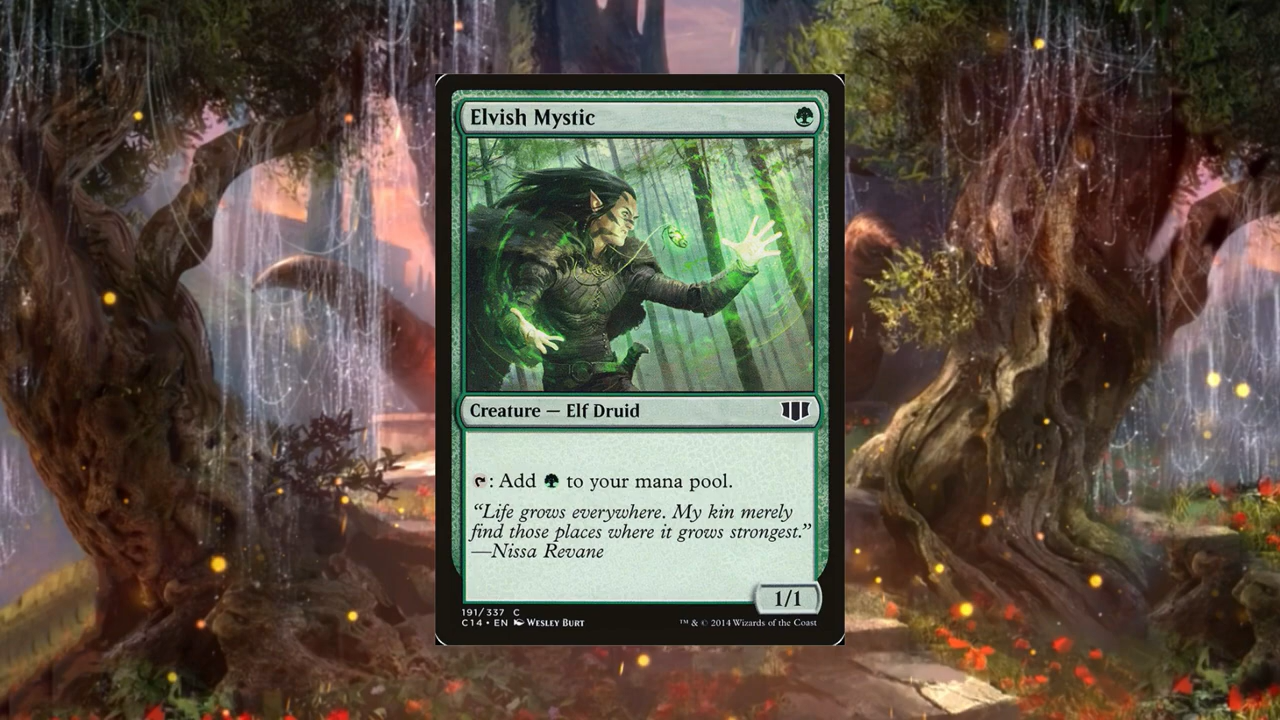 Elvish Mystic
Creature — Elf Druid
: Add to your mana pool.
“Life grows everywhere. My kin merely
find those places where it grows strongest.”
—Nissa Revane
1/1
191/337 C
C14 • EN Wesley Burt
™ & © 2014 Wizards of the Coast